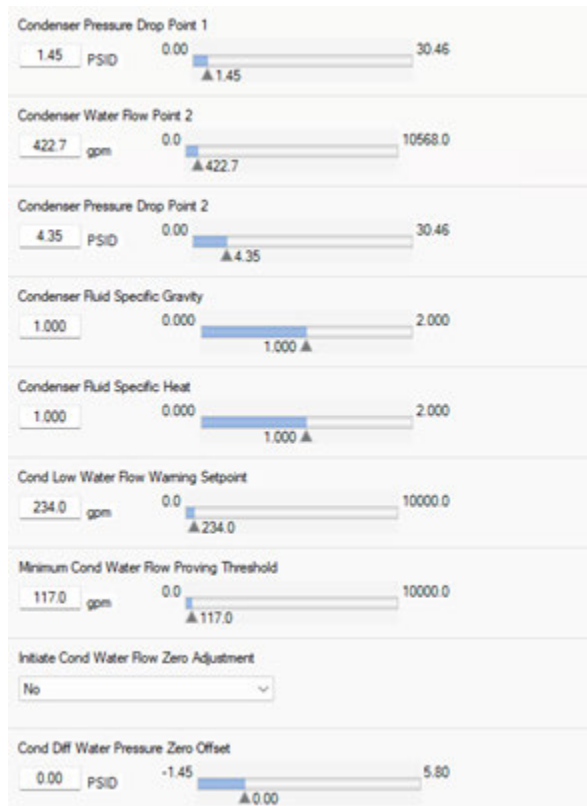 Condenser Pressure Drop Point 1
1.45 PSID 0.00 30.46
1.45
Condenser Water Flow Point 2
422.7 gpm 0.0 10568.0
422.7
Condenser Pressure Drop Point 2
4.35 PSID 0.00 30.46
4.35
Condenser Fluid Specific Gravity
1.000 0.000 2.000
1.000
Condenser Fluid Specific Heat
1.000 0.000 2.000
1.000
Cond Low Water Flow Warning Setpoint
234.0 gpm 0.0 10000.0
234.0
Minimum Cond Water Flow Proving Threshold
117.0 gpm 0.0 10000.0
117.0
Initiate Cond Water Flow Zero Adjustment
No
Cond Diff Water Pressure Zero Offset
0.00 PSID -1.45 5.80
0.00